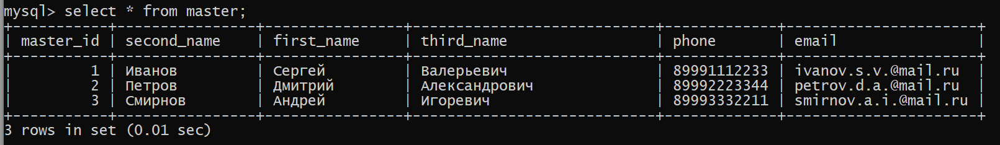 mysql> select * from master;
+-----------+--------------+--------------+--------------------------+-------------+---------------------+
| master_id | second_name  | first_name   | third_name               | phone       | email               |
+-----------+--------------+--------------+--------------------------+-------------+---------------------+
|         1 | Иванов       | Сергей       | Валерьевич               | 89991112233 | ivanov.s.v.@mail.ru |
|         2 | Петров       | Дмитрий      | Александрович            | 89992223344 | petrov.d.a.@mail.ru |
|         3 | Смирнов      | Андрей       | Игоревич                 | 89993332211 | smirnov.a.i.@mail.ru |
+-----------+--------------+--------------+--------------------------+-------------+---------------------+
3 rows in set (0.01 sec)